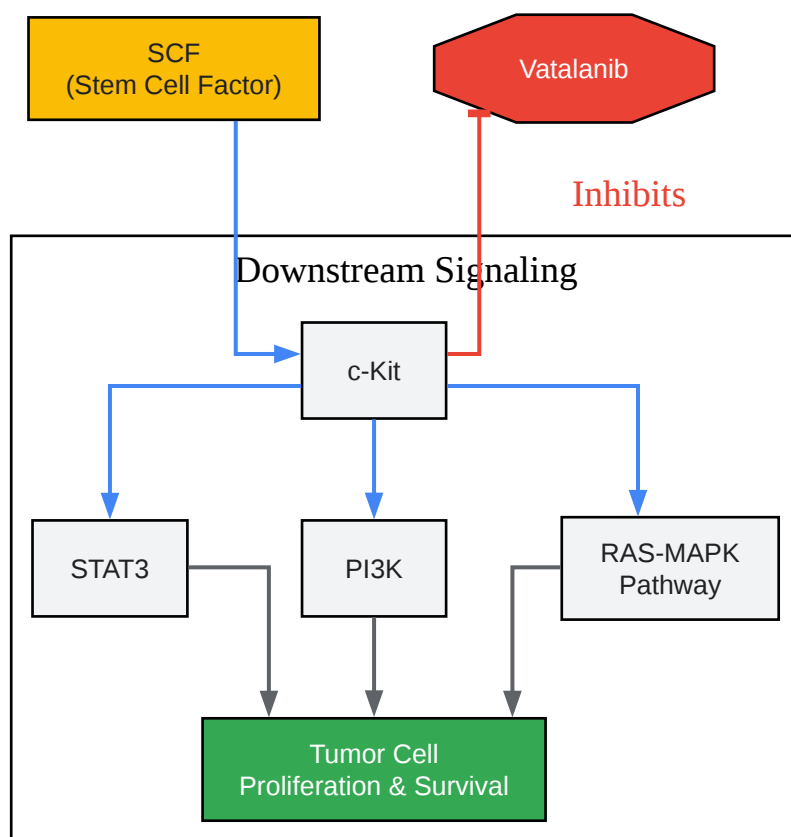 SCF
(Stem Cell Factor)
Vatalanib
Inhibits
Downstream Signaling
c-Kit
STAT3
PI3K
RAS-MAPK
Pathway
Tumor Cell
Proliferation & Survival